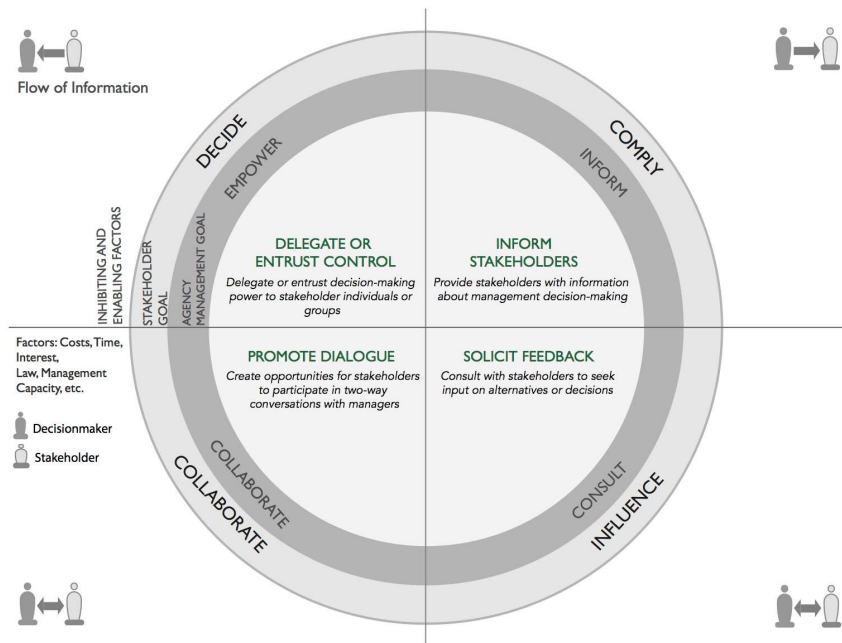 Flow of Information
DECIDE
EMPOWER
COMPLY
INFORM
INHIBITING AND
ENABLING FACTORS
STAKEHOLDER
GOAL
AGENCY
MANAGEMENT GOAL
DELEGATE OR
ENTRUST CONTROL
Delegate or entrust decision-making
power to stakeholder individuals or
groups
INFORM
STAKEHOLDERS
Provide stakeholders with information
about management decision-making
Factors: Costs, Time,
Interest,
Law, Management
Capacity, etc.
Decisionmaker
Stakeholder
PROMOTE DIALOGUE
Create opportunities for stakeholders
to participate in two-way
conversations with managers
SOLICIT FEEDBACK
Consult with stakeholders to seek
input on alternatives or decisions
COLLABORATE
COLLABORATE
CONSULT
INFLUENCE